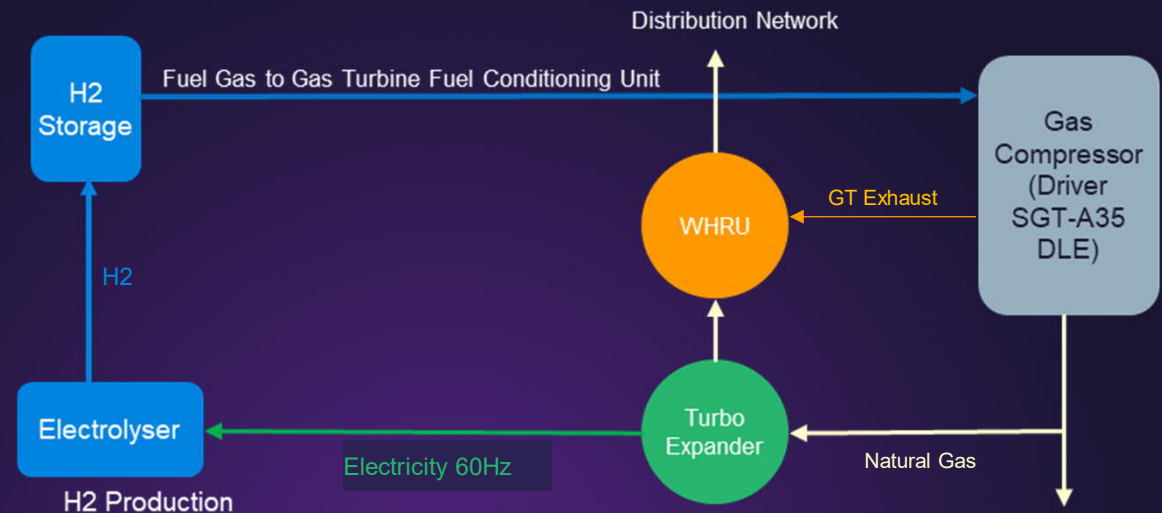 Distribution Network
H2
Storage
Fuel Gas to Gas Turbine Fuel Conditioning Unit
Gas
Compressor
(Driver
SGT-A35
DLE)
GT Exhaust
WHRU
H2
Electrolyser
Turbo
Expander
Electricity 60Hz
Natural Gas
H2 Production